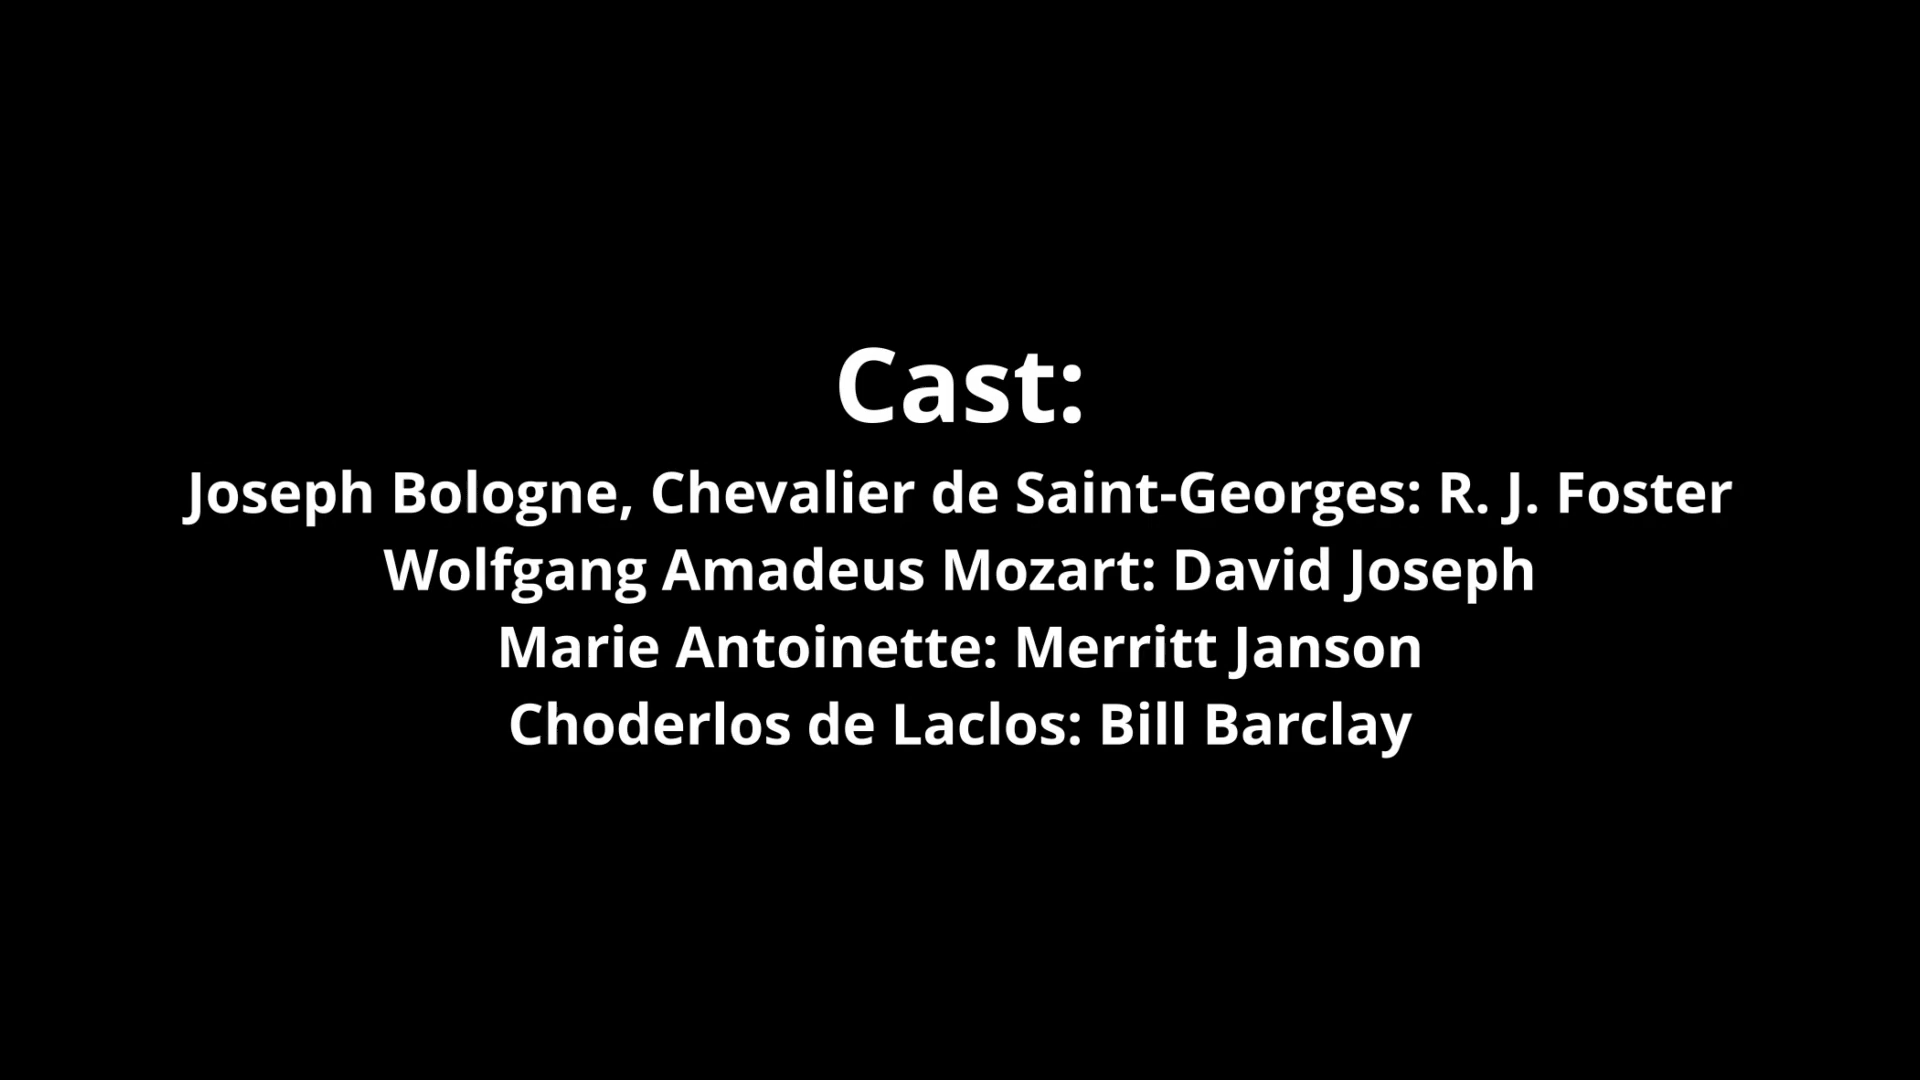 Cast:
Joseph Bologne, Chevalier de Saint-Georges: R. J. Foster
Wolfgang Amadeus Mozart: David Joseph
Marie Antoinette: Merritt Janson
Choderlos de Laclos: Bill Barclay